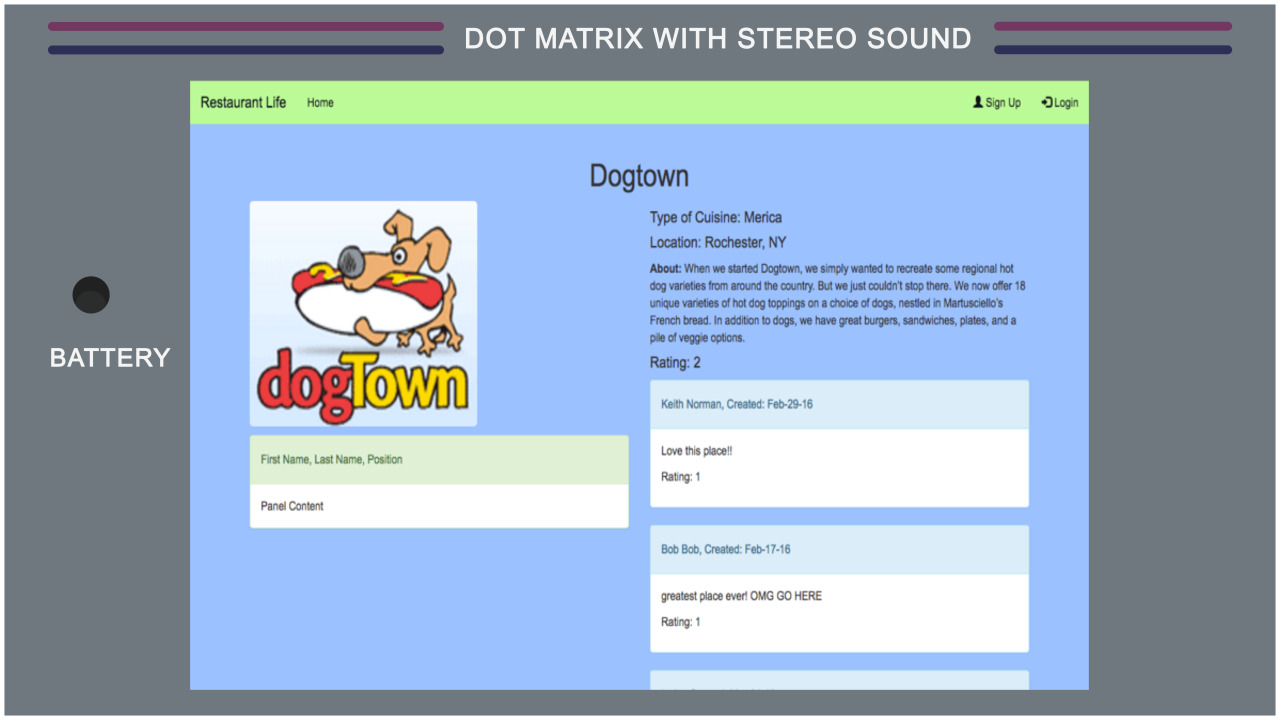 DOT MATRIX WITH STEREO SOUND
BATTERY
Restaurant Life
Home
Sign Up
Login
Dogtown
dogTown
First Name, Last Name, Position
Panel Content
Type of Cuisine: Merica
Location: Rochester, NY
About: When we started Dogtown, we simply wanted to recreate some regional hot
dog varieties from around the country. But we just couldn't stop there. We now offer 18
unique varieties of hot dog toppings on a choice of dogs, nestled in Martusciello's
French bread. In addition to dogs, we have great burgers, sandwiches, plates, and a
pile of veggie options.
Rating: 2
Keith Norman, Created: Feb-29-16
Love this place!!
Rating: 1
Bob Bob, Created: Feb-17-16
greatest place ever! OMG GO HERE
Rating: 1